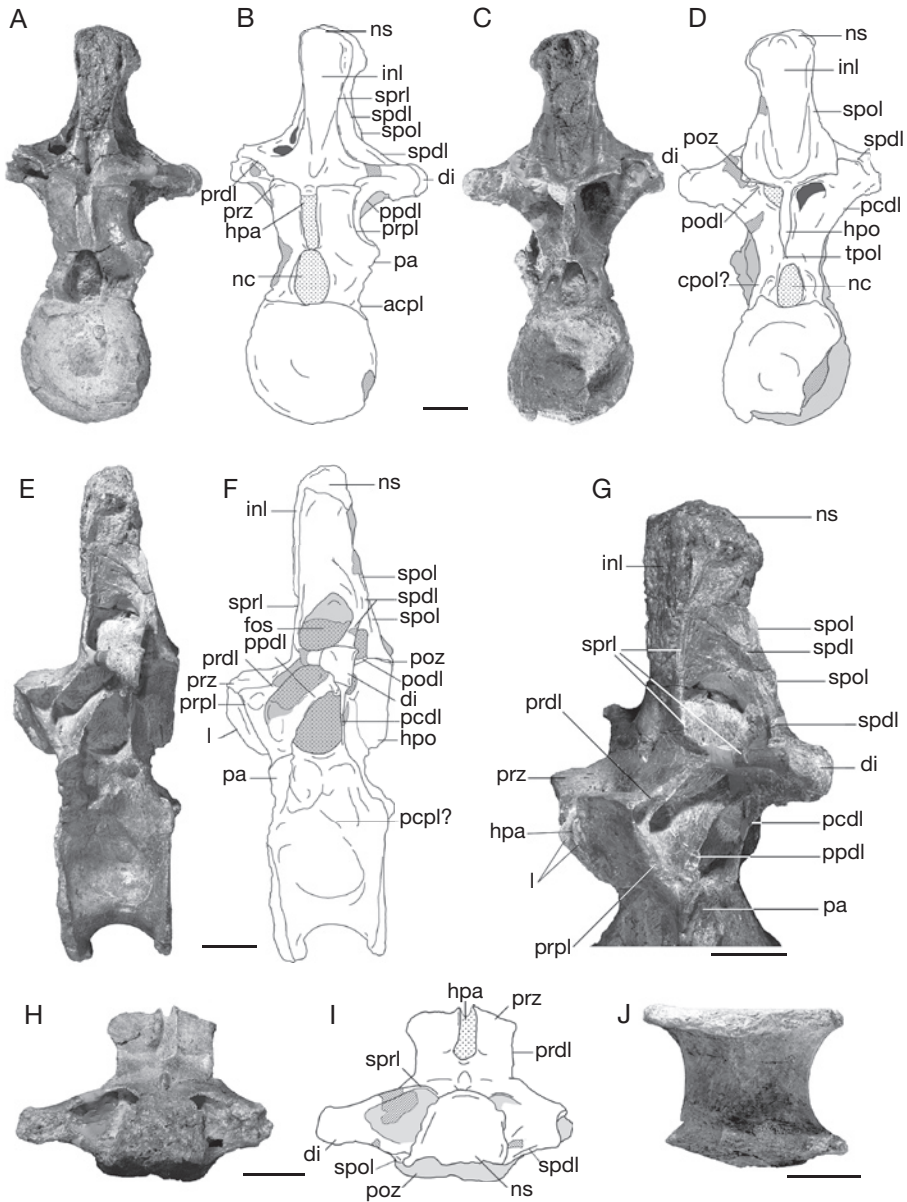 A
B
C
D
ns
inl
sprl
spdl
spol
spdl
di
prdl
prz
hpa
ppdl
prpl
nc
pa
acpl
ns
inl
spol
poz
spdl
di
podl
pcdl
hpo
tpol
cpol?
nc
E
F
G
ns
inl
spol
sprl
spdl
fos
spol
ppdl
prdl
poz
prz
podl
prpl
di
l
pcdl
hpo
pa
pcpl?
ns
inl
spol
sprl
spdl
spol
prdl
spdl
prz
di
hpa
pcdl
l
ppdl
pa
prpl
H
I
J
hpa
prz
sprl
prdl
di
spol
spdl
poz
ns